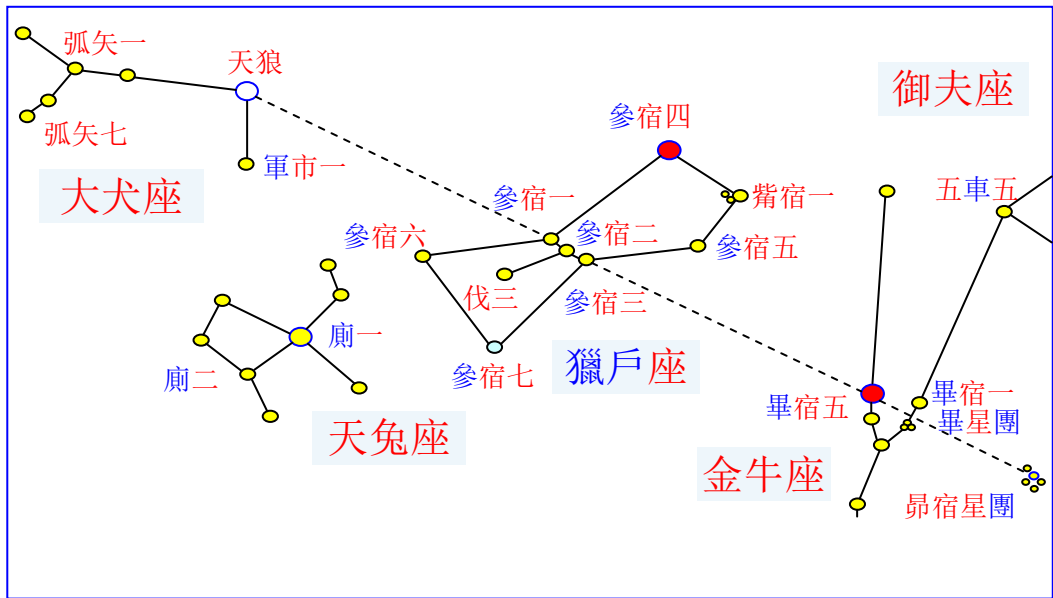 弧矢一
天狼
御夫座
參宿四
弧矢七
軍市一
大犬座
參宿一
觜宿一
五車五
參宿六
參宿二
參宿五
伐三
參宿三
廁一
廁二
參宿七
獵戶座
畢宿五
畢宿一
畢星團
天兔座
金牛座
昴宿星團